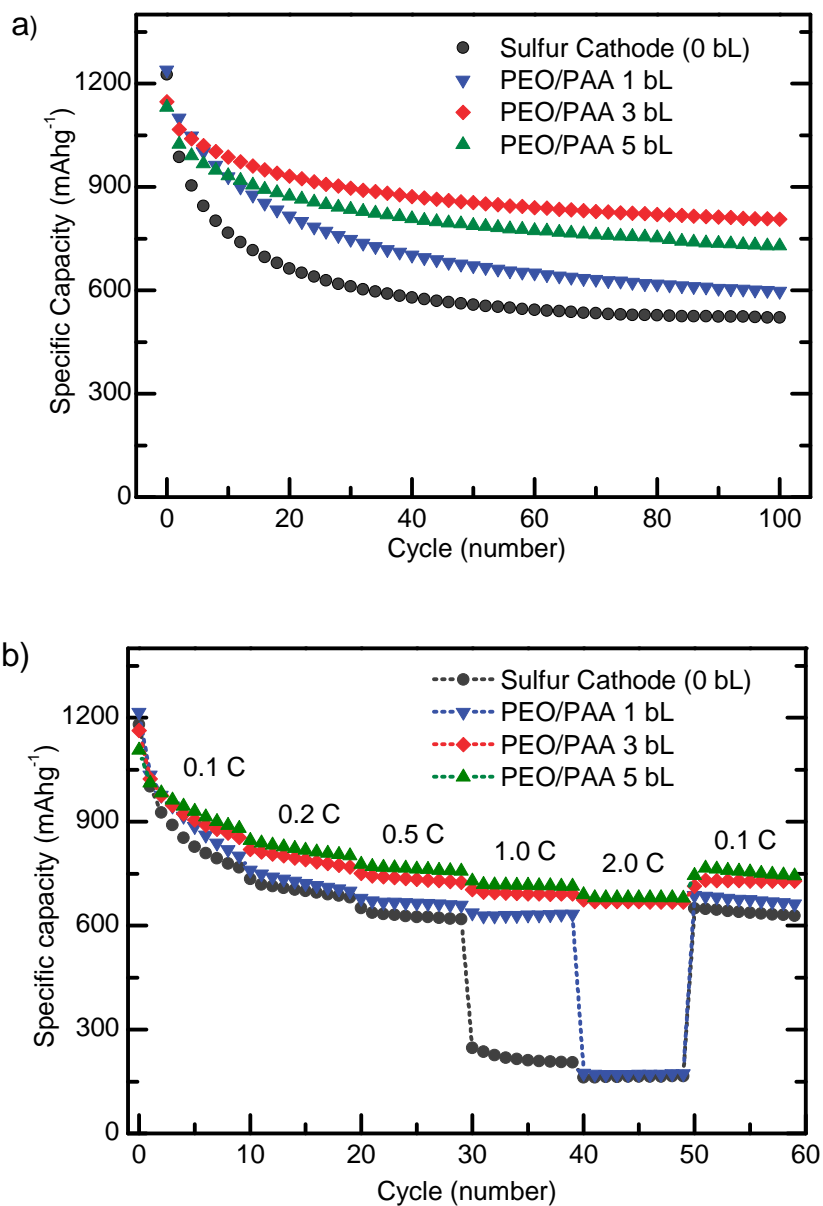 a)
Sulfur Cathode (0 bL)
PEO/PAA 1 bL
PEO/PAA 3 bL
PEO/PAA 5 bL
1200
900
600
300
0
Specific Capacity (mAhg⁻¹)
0 20 40 60 80 100
Cycle (number)
b)
Sulfur Cathode (0 bL)
PEO/PAA 1 bL
PEO/PAA 3 bL
PEO/PAA 5 bL
0.1 C
0.2 C
0.5 C
1.0 C
2.0 C
0.1 C
1200
900
600
300
0
Specific capacity (mAhg⁻¹)
0 10 20 30 40 50 60
Cycle (number)